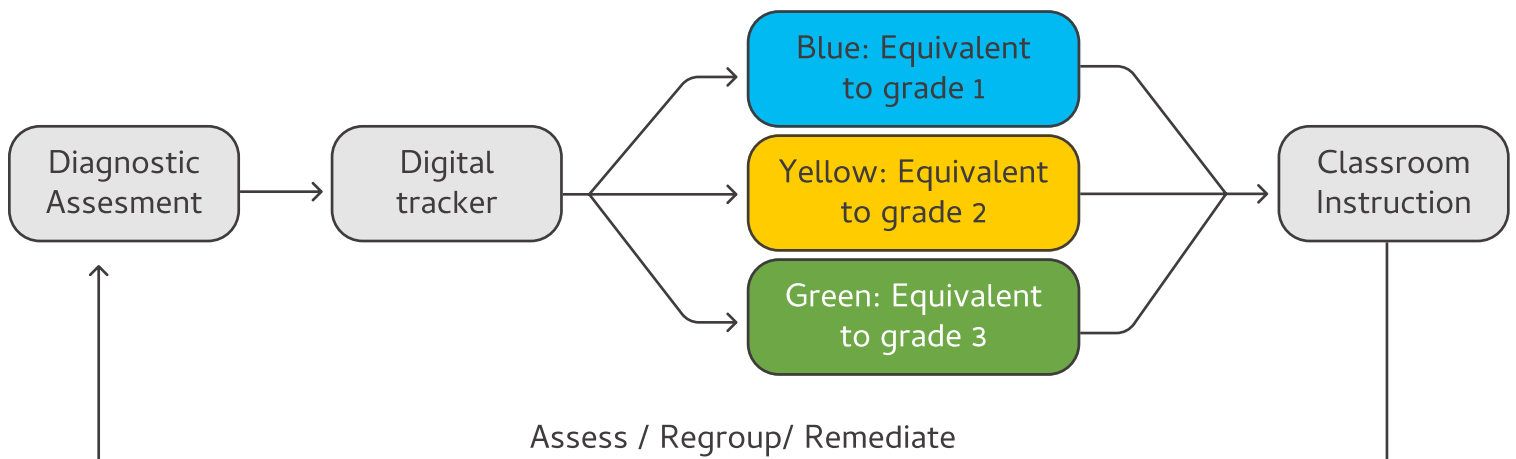 Diagnostic
Assesment
Digital
tracker
Blue: Equivalent
to grade 1
Yellow: Equivalent
to grade 2
Green: Equivalent
to grade 3
Classroom
Instruction
Assess / Regroup/ Remediate